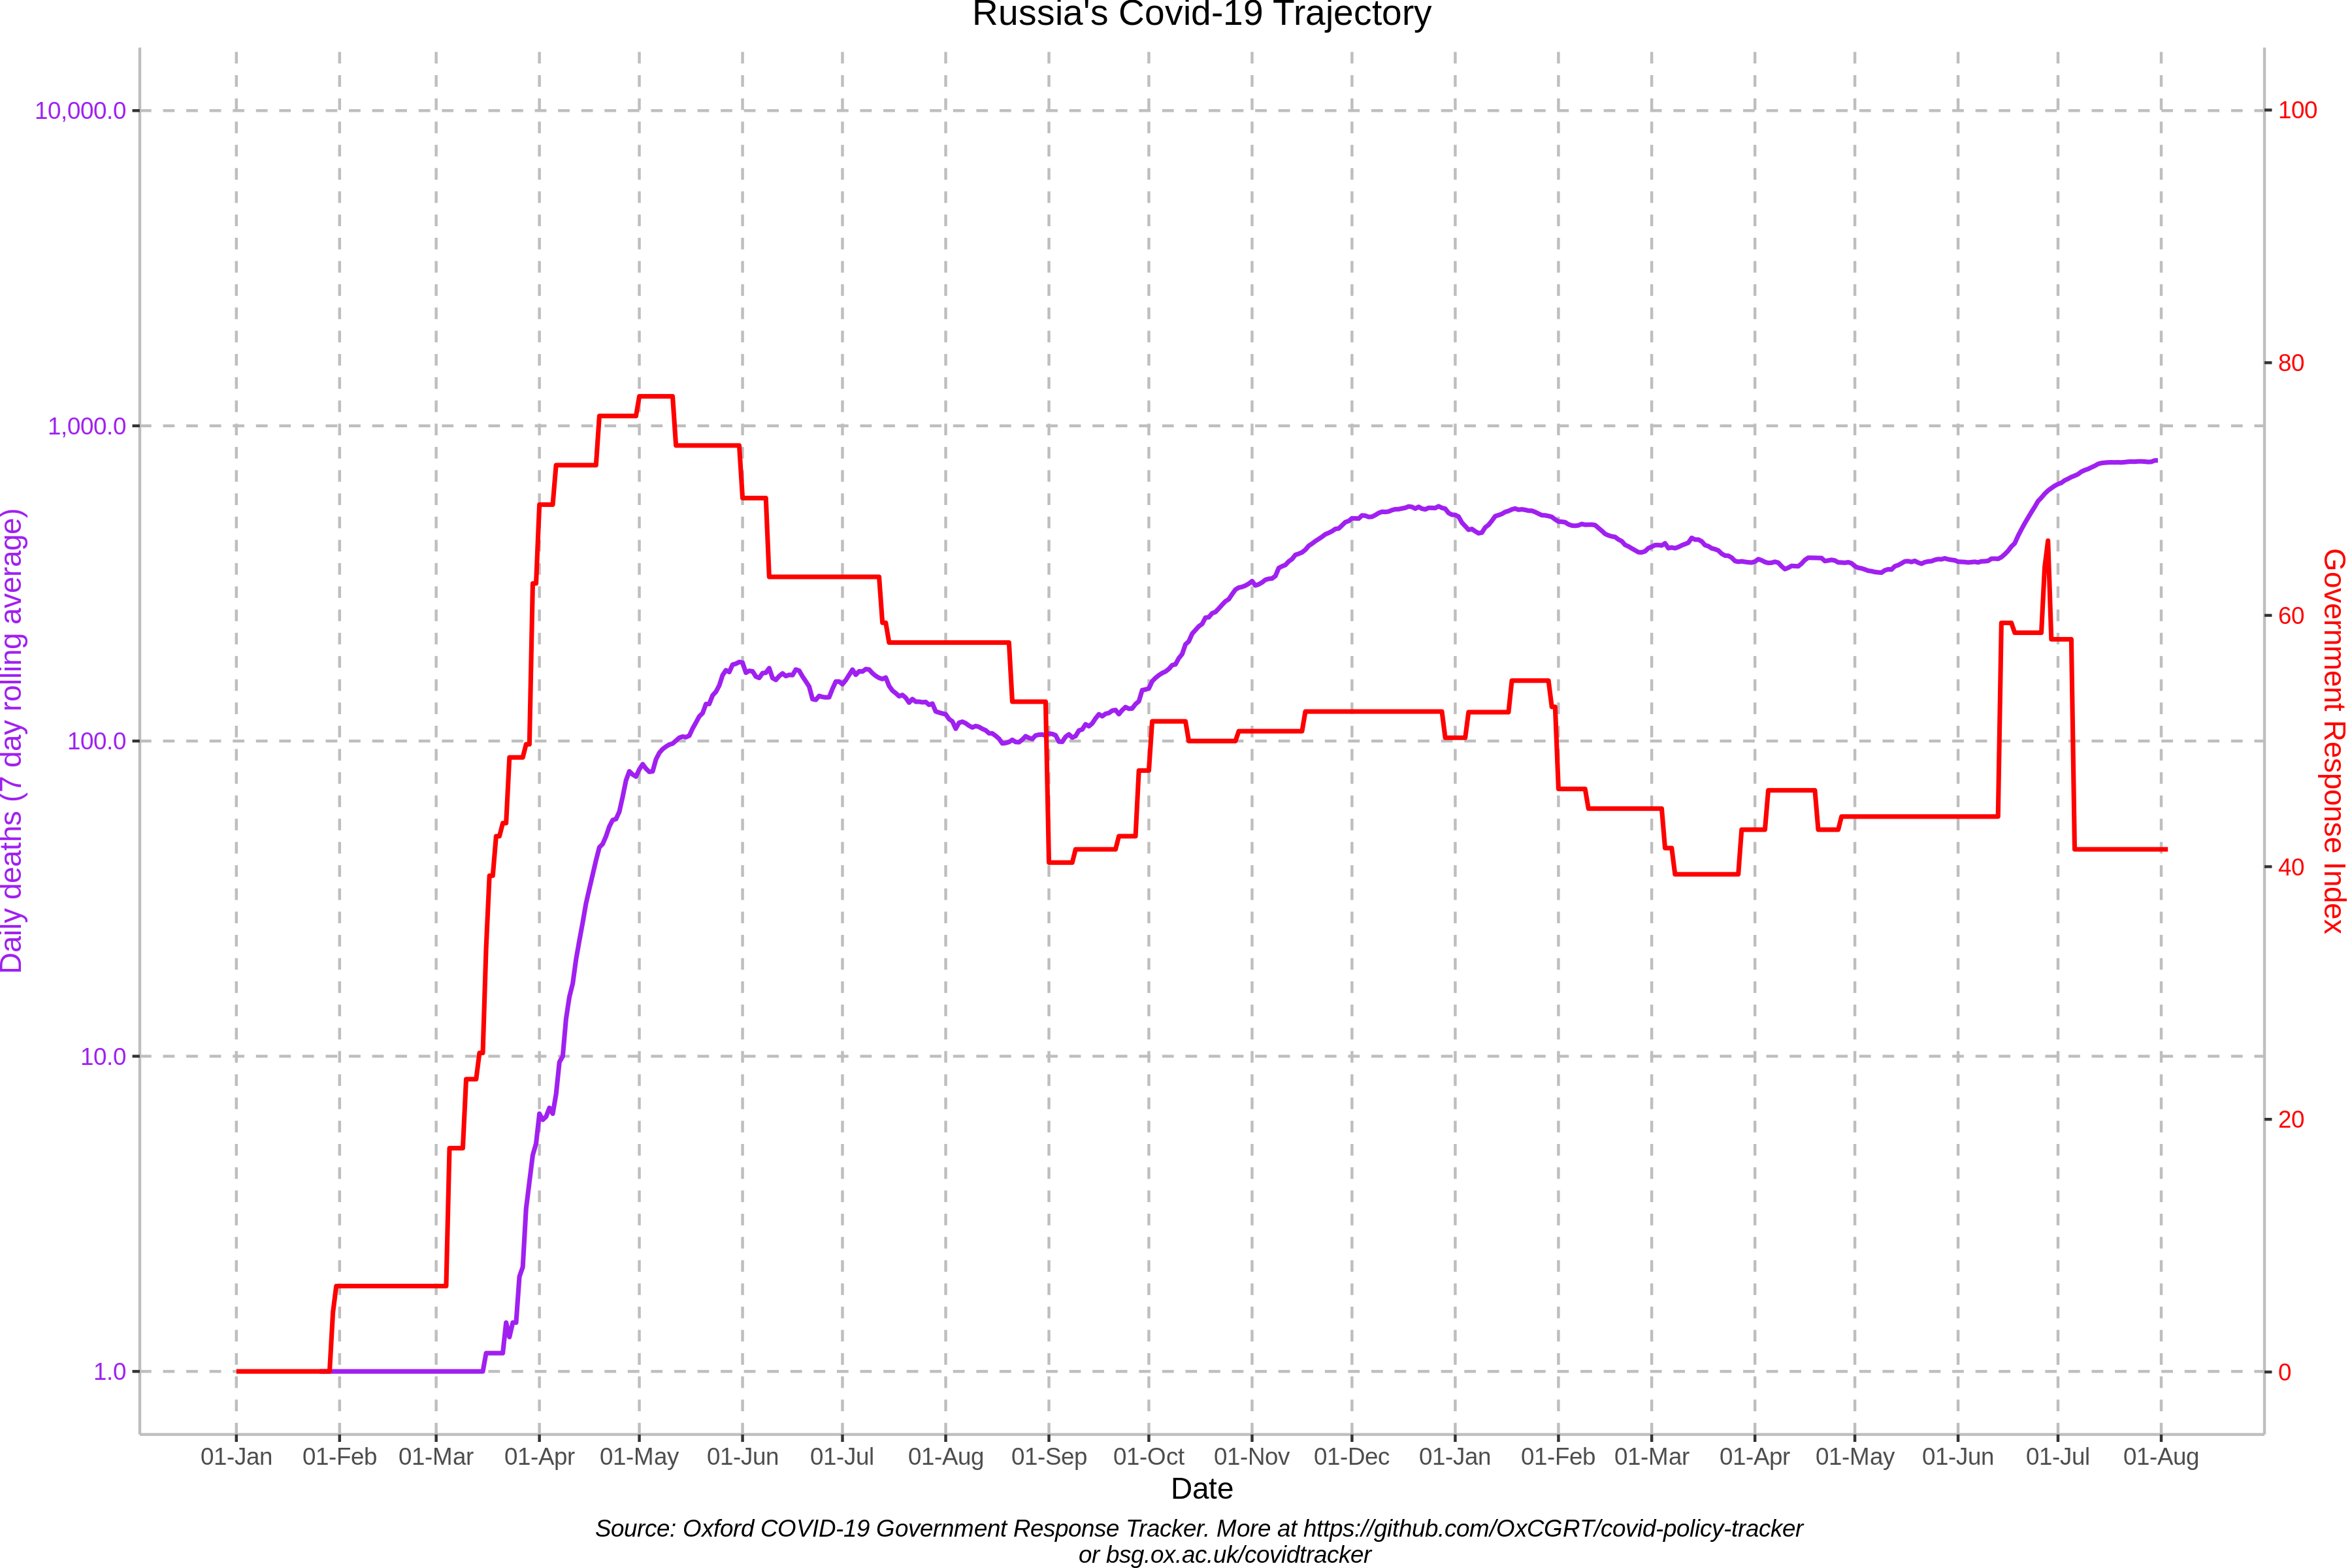 Russia's Covid-19 Trajectory
10,000.0
1,000.0
100.0
10.0
1.0
Daily deaths (7 day rolling average)
100
80
60
40
20
0
Government Response Index
01-Jan 01-Feb 01-Mar 01-Apr 01-May 01-Jun 01-Jul 01-Aug 01-Sep 01-Oct 01-Nov 01-Dec 01-Jan 01-Feb 01-Mar 01-Apr 01-May 01-Jun 01-Jul 01-Aug
Date
Source: Oxford COVID-19 Government Response Tracker. More at https://github.com/OxCGRT/covid-policy-tracker
or bsg.ox.ac.uk/covidtracker